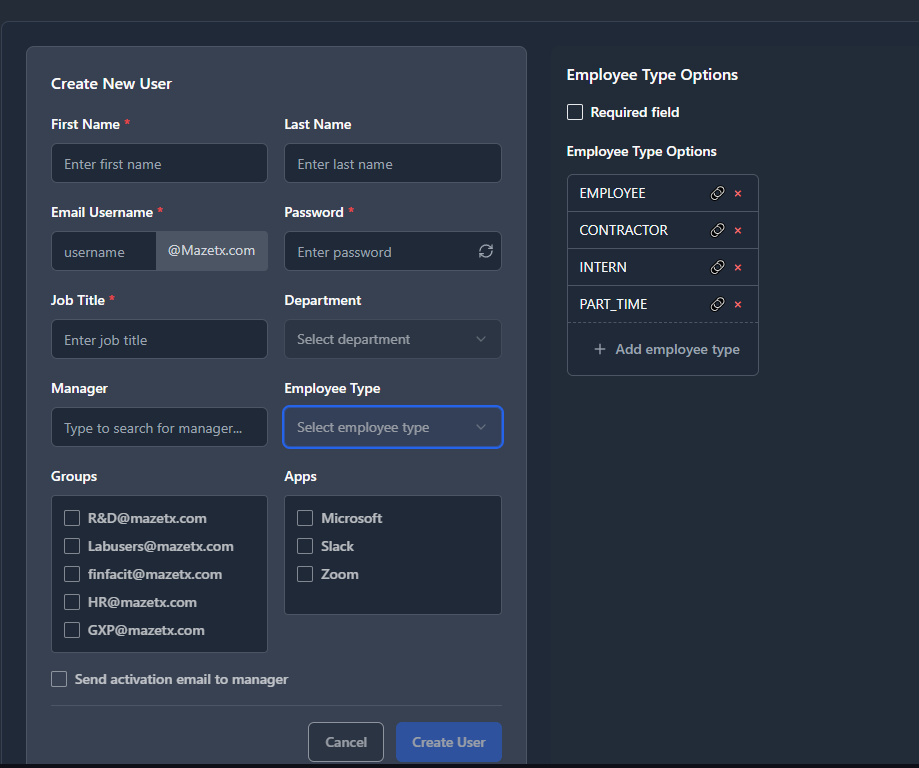 Create New User
First Name *
Last Name
Enter first name
Enter last name
Email Username *
Password *
username
@Mazetx.com
Enter password
Job Title *
Department
Enter job title
Select department
Manager
Employee Type
Type to search for manager...
Select employee type
Groups
Apps
R&D@mazetx.com
Labusers@mazetx.com
finfacit@mazetx.com
HR@mazetx.com
GXP@mazetx.com
Microsoft
Slack
Zoom
Send activation email to manager
Cancel
Create User
Employee Type Options
Required field
Employee Type Options
EMPLOYEE
CONTRACTOR
INTERN
PART_TIME
+ Add employee type